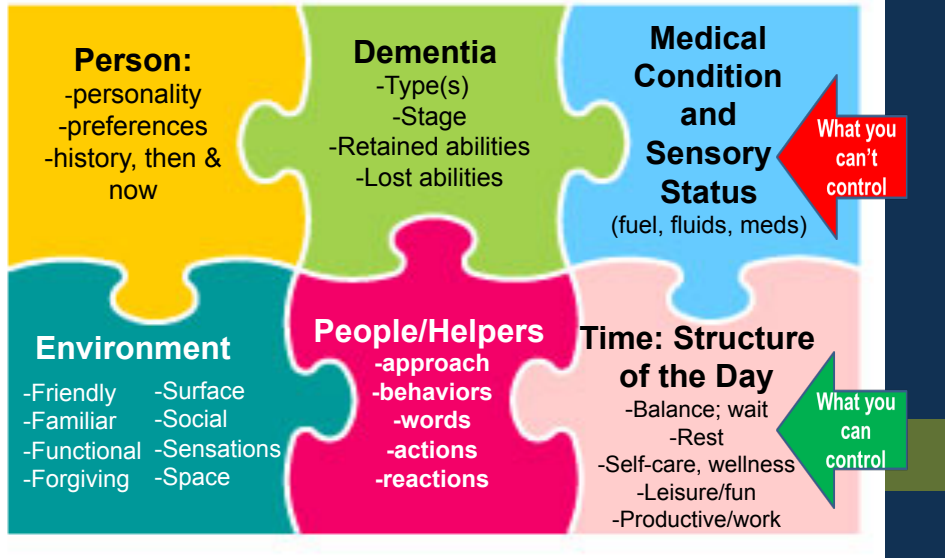 Person:
-personality
-preferences
-history, then &
now
Dementia
-Type(s)
-Stage
-Retained abilities
-Lost abilities
Medical
Condition
and
Sensory
Status
(fuel, fluids, meds)
What you
can't
control
Environment
-Friendly
-Familiar
-Functional
-Forgiving
-Surface
-Social
-Sensations
-Space
People/Helpers
-approach
-behaviors
-words
-actions
-reactions
Time: Structure
of the Day
-Balance; wait
-Rest
-Self-care, wellness
-Leisure/fun
-Productive/work
What you
can
control